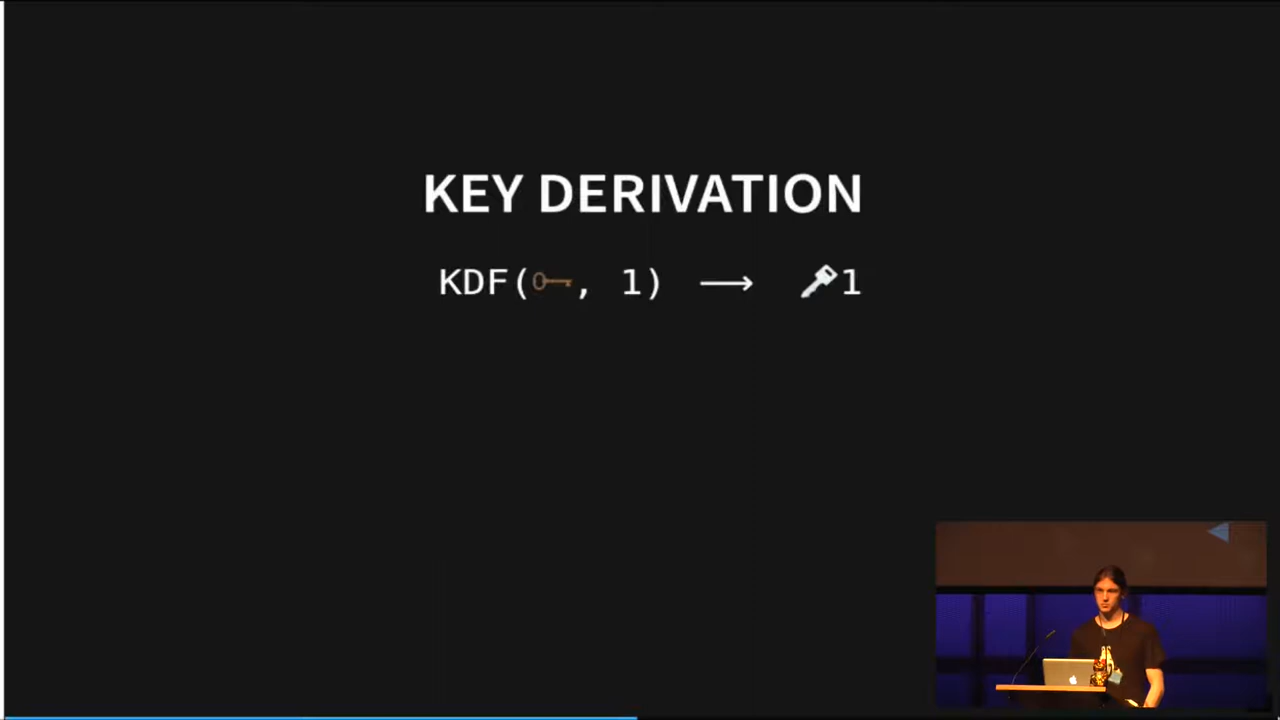 KEY DERIVATION
KDF(🗝, 1) ⟶ 🔑1